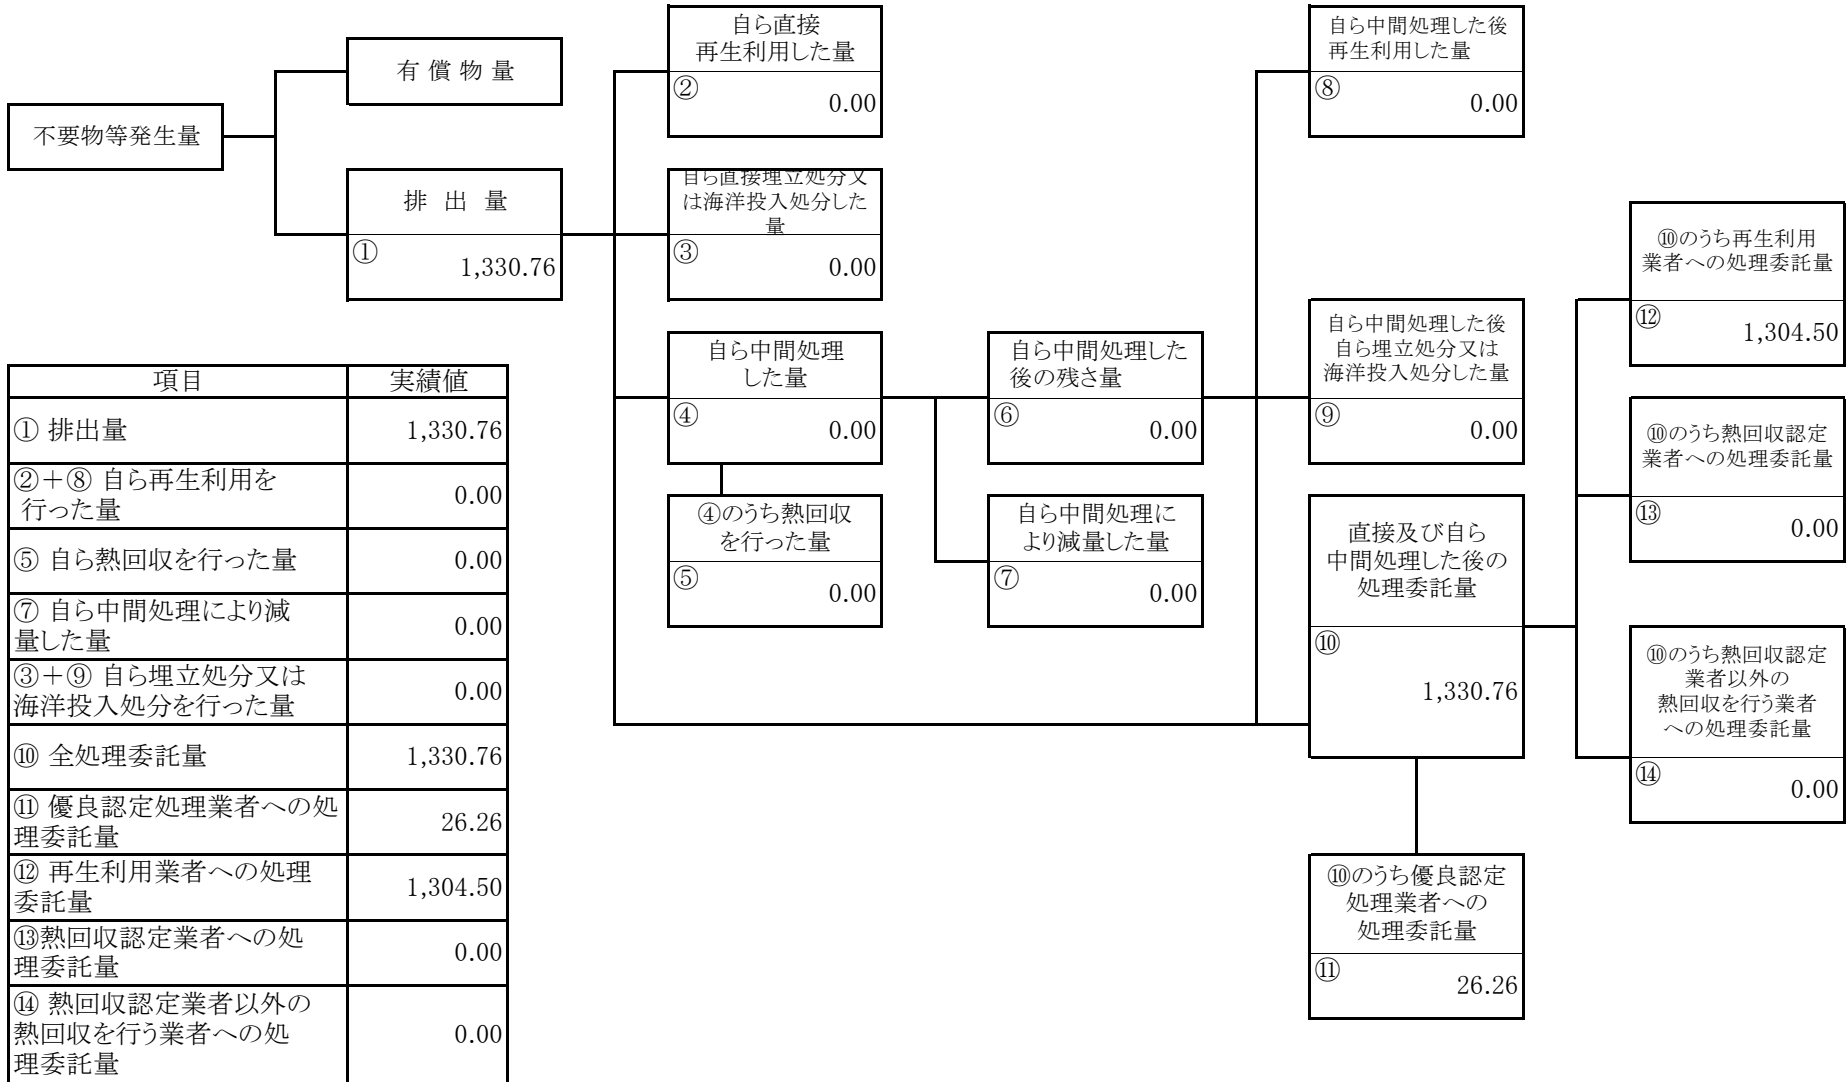 不要物等発生量
有 償 物 量
排 出 量
①
1,330.76
自ら直接
再生利用した量
②
0.00
自ら直接埋立処分又
は海洋投入処分した
量
③
0.00
自ら中間処理
した量
④
0.00
④のうち熱回収
を行った量
⑤
0.00
自ら中間処理した
後の残さ量
⑥
0.00
自ら中間処理に
より減量した量
⑦
0.00
自ら中間処理した後
再生利用した量
⑧
0.00
自ら中間処理した後
自ら埋立処分又は
海洋投入処分した量
⑨
0.00
直接及び自ら
中間処理した後の
処理委託量
⑩
1,330.76
⑩のうち優良認定
処理業者への
処理委託量
⑪
26.26
⑩のうち再生利用
業者への処理委託量
⑫
1,304.50
⑩のうち熱回収認定
業者への処理委託量
⑬
0.00
⑩のうち熱回収認定
業者以外の
熱回収を行う業者
への処理委託量
⑭
0.00
項目 実績値
① 排出量 1,330.76
②+⑧ 自ら再生利用を
行った量 0.00
⑤ 自ら熱回収を行った量 0.00
⑦ 自ら中間処理により減
量した量 0.00
③+⑨ 自ら埋立処分又は
海洋投入処分を行った量 0.00
⑩ 全処理委託量 1,330.76
⑪ 優良認定処理業者への処
理委託量 26.26
⑫ 再生利用業者への処理
委託量 1,304.50
⑬熱回収認定業者への処
理委託量 0.00
⑭ 熱回収認定業者以外の
熱回収を行う業者への処
理委託量 0.00